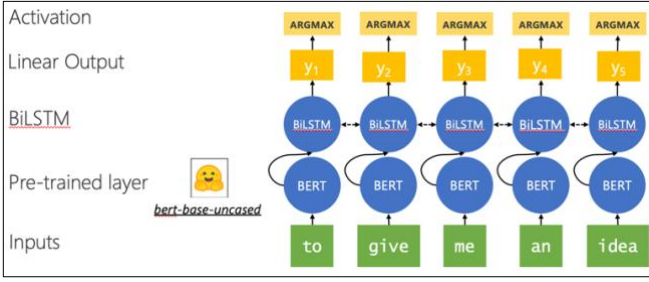 Activation ARGMAX ARGMAX ARGMAX ARGMAX ARGMAX
Linear Output y₁ y₂ y₃ y₄ y₅
BiLSTM BiLSTM BiLSTM BiLSTM BiLSTM BiLSTM
Pre-trained layer BERT BERT BERT BERT BERT
bert-base-uncased
Inputs to give me an idea